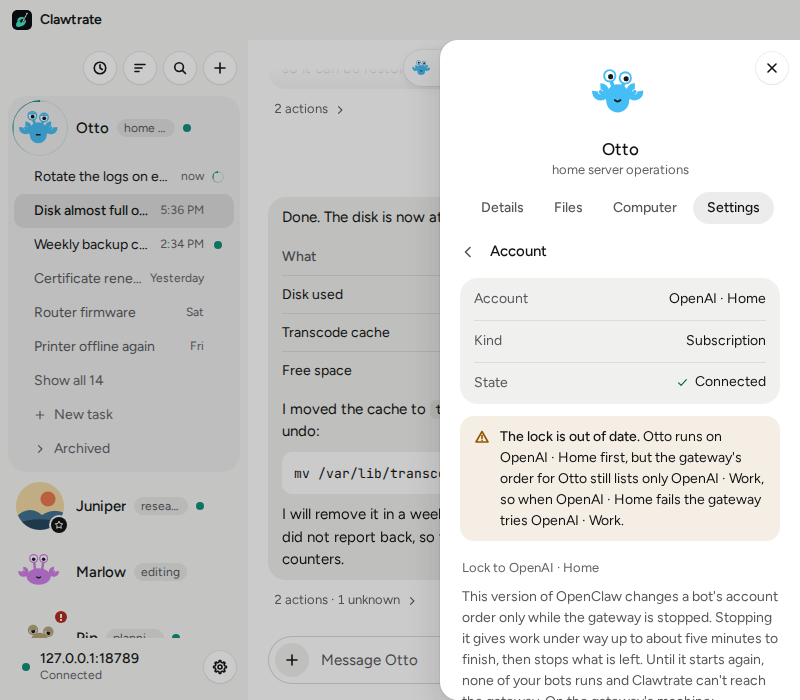 Clawtrate
Otto
home ...
Rotate the logs on e... now
Disk almost full o... 5:36 PM
Weekly backup c... 2:34 PM
Certificate rene... Yesterday
Router firmware Sat
Printer offline again Fri
Show all 14
+ New task
Archived
Juniper
resea...
Marlow
editing
Pip
planni...
127.0.0.1:18789
Connected
2 actions
Done. The disk is now at
What
Disk used
Transcode cache
Free space
I moved the cache to
undo:
mv /var/lib/transc
I will remove it in a week
did not report back, so
counters.
2 actions · 1 unknown
Message Otto
Otto
home server operations
Details
Files
Computer
Settings
Account
Account OpenAI · Home
Kind Subscription
State Connected
The lock is out of date. Otto runs on
OpenAI · Home first, but the gateway's
order for Otto still lists only OpenAI · Work,
so when OpenAI · Home fails the gateway
tries OpenAI · Work.
Lock to OpenAI · Home
This version of OpenClaw changes a bot's account
order only while the gateway is stopped. Stopping
it gives work under way up to about five minutes to
finish, then stops what is left. Until it starts again,
none of your bots runs and Clawtrate can't reach
the gateway. On the gateway's machine: